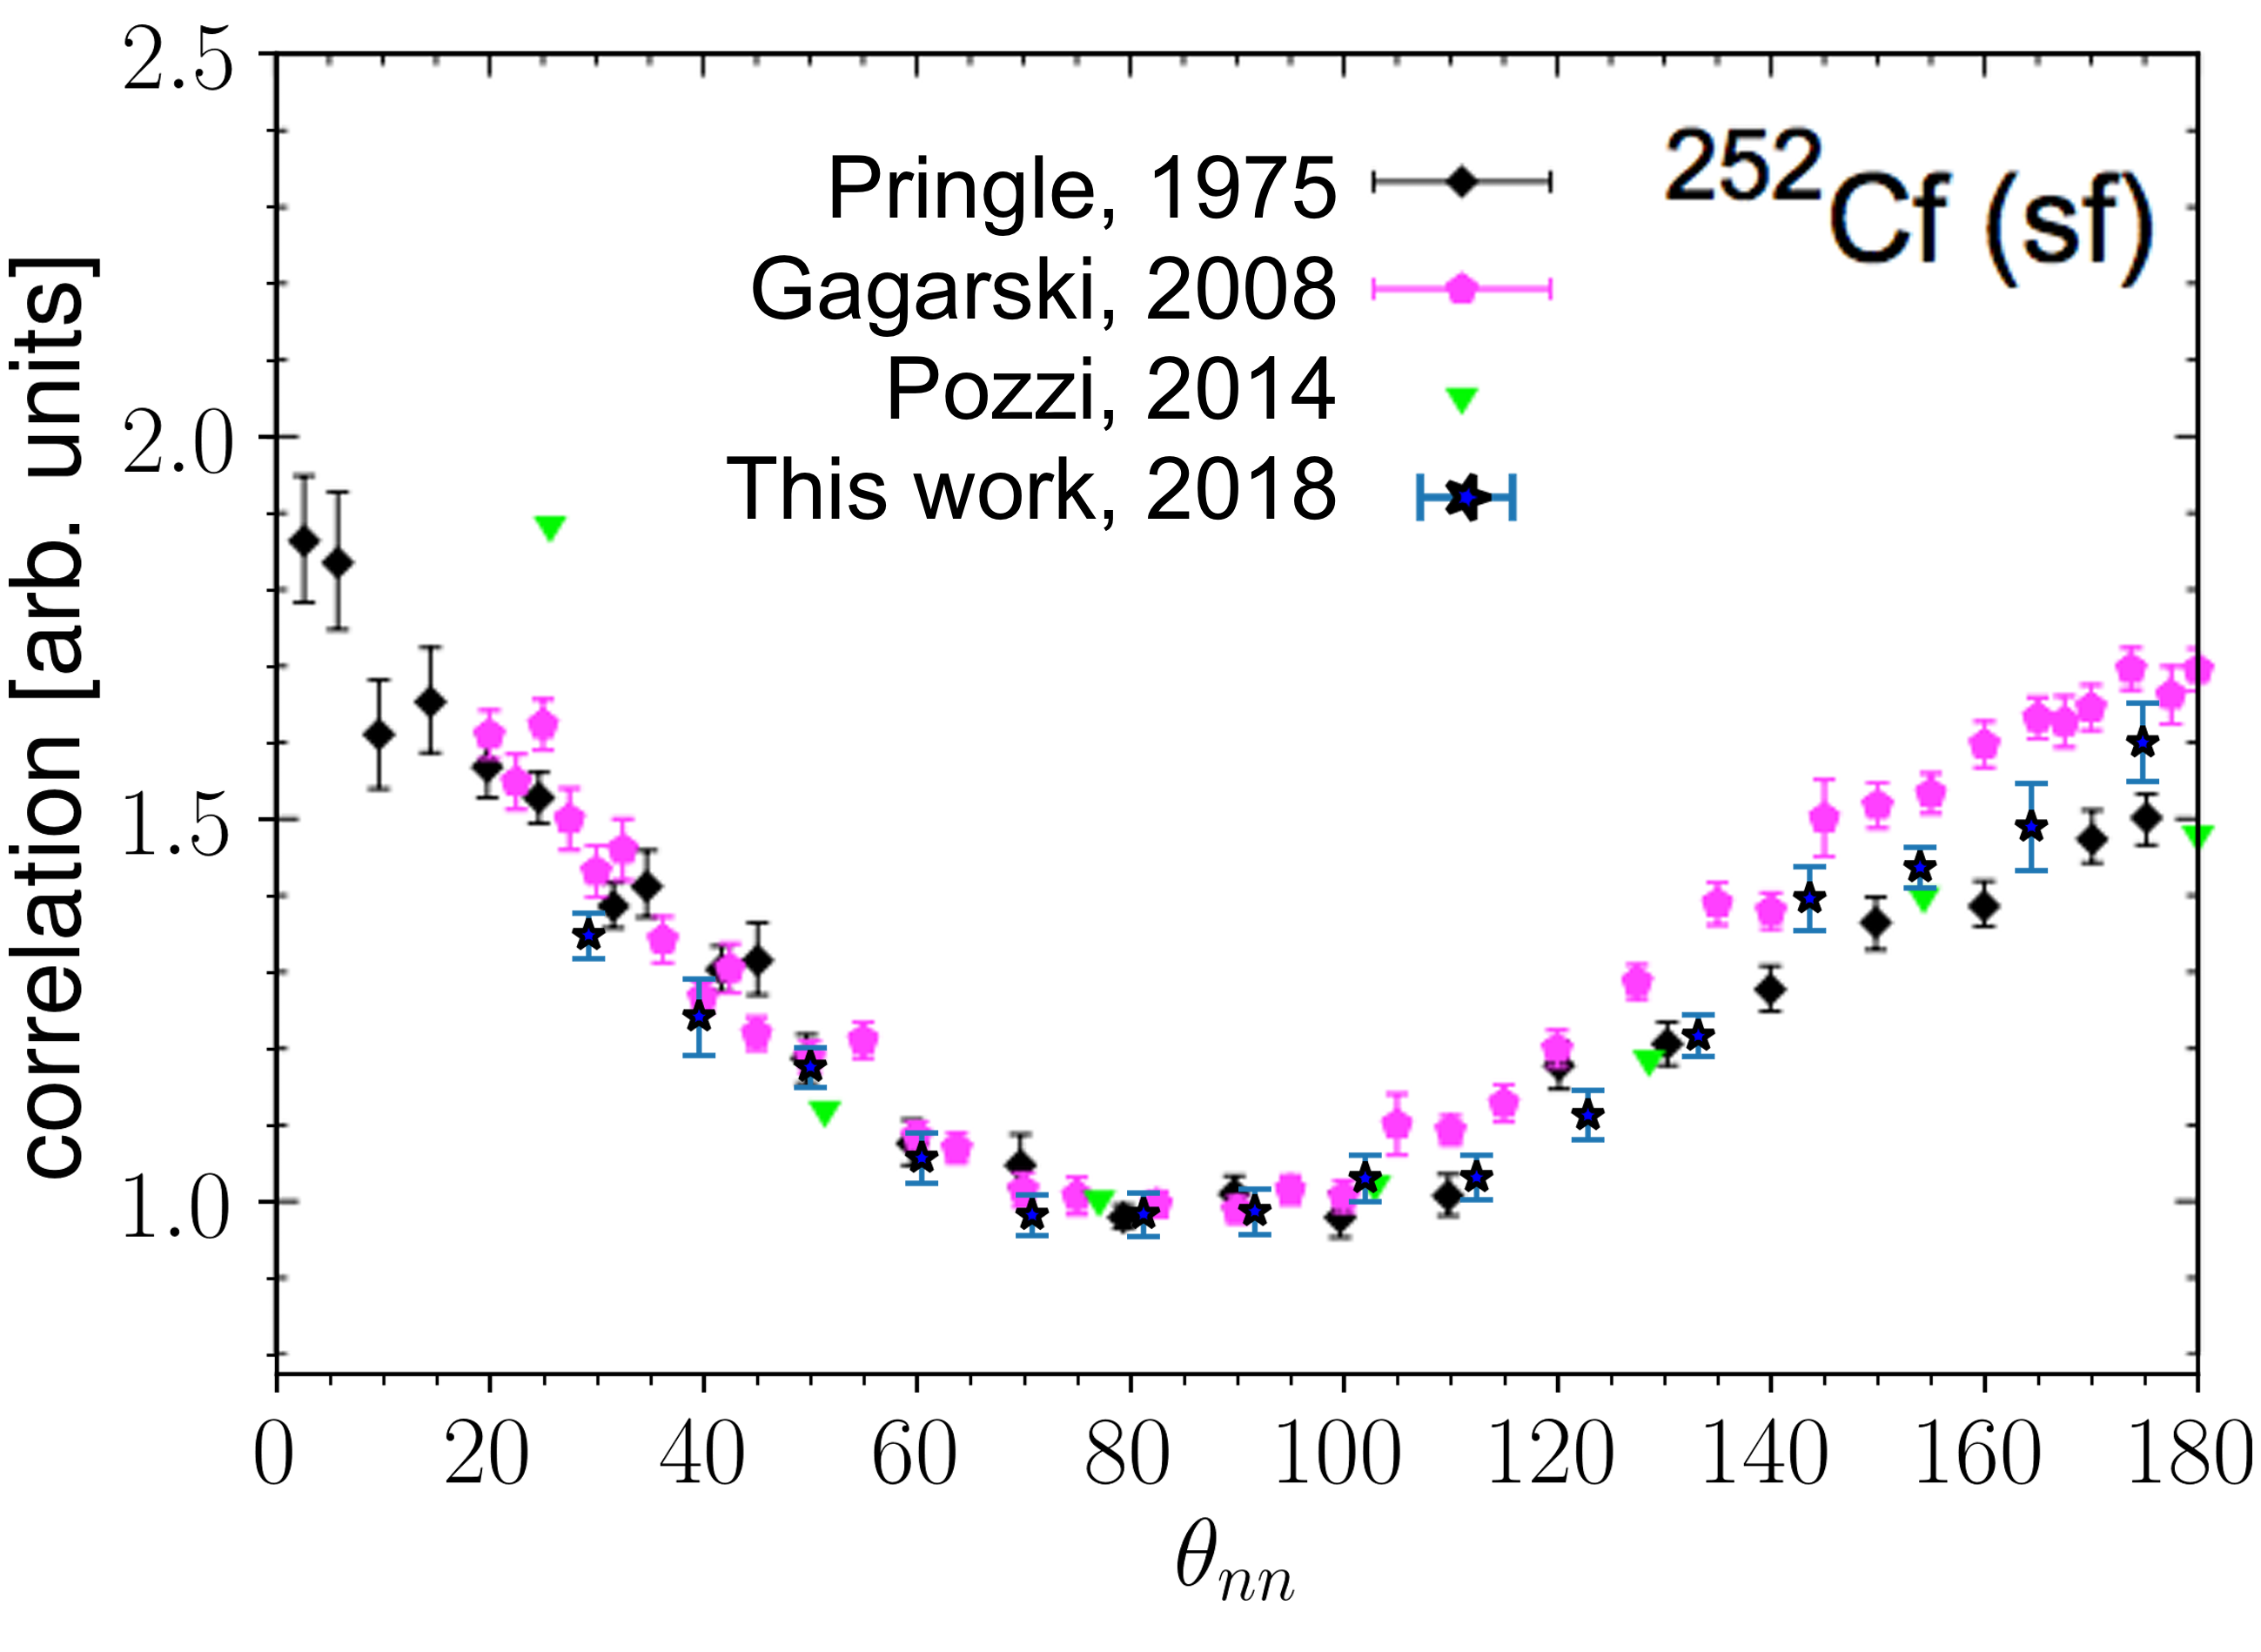 2.5
2.0
1.5
1.0
correlation [arb. units]
Pringle, 1975
Gagarski, 2008
Pozzi, 2014
This work, 2018
²⁵²Cf (sf)
0 20 40 60 80 100 120 140 160 180
θₙₙ